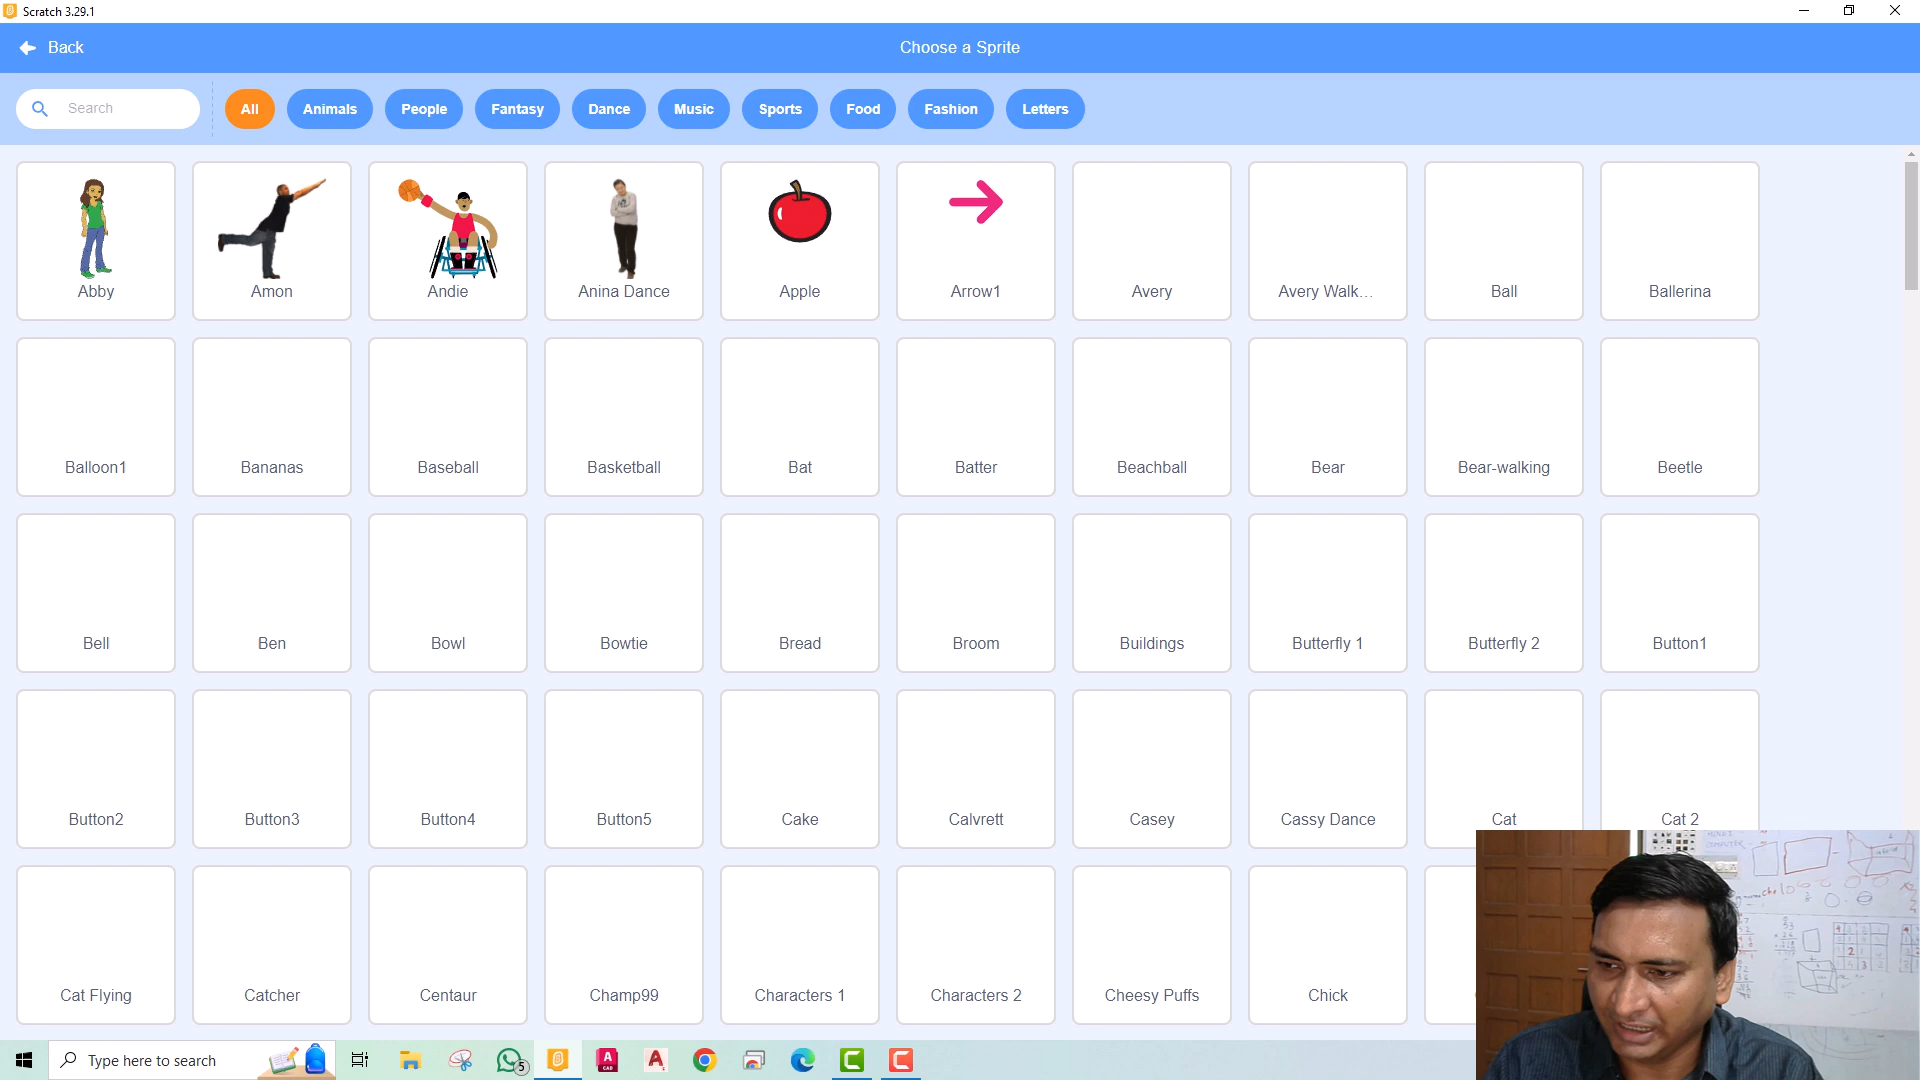 Scratch 3.29.1
Back
Choose a Sprite
Search
All
Animals
People
Fantasy
Dance
Music
Sports
Food
Fashion
Letters
Abby
Amon
Andie
Anina Dance
Apple
Arrow1
Avery
Avery Walk...
Ball
Ballerina
Balloon1
Bananas
Baseball
Basketball
Bat
Batter
Beachball
Bear
Bear-walking
Beetle
Bell
Ben
Bowl
Bowtie
Bread
Broom
Buildings
Butterfly 1
Butterfly 2
Button1
Button2
Button3
Button4
Button5
Cake
Calvrett
Casey
Cassy Dance
Cat
Cat 2
Cat Flying
Catcher
Centaur
Champ99
Characters 1
Characters 2
Cheesy Puffs
Chick
Type here to search
5
A
CAD